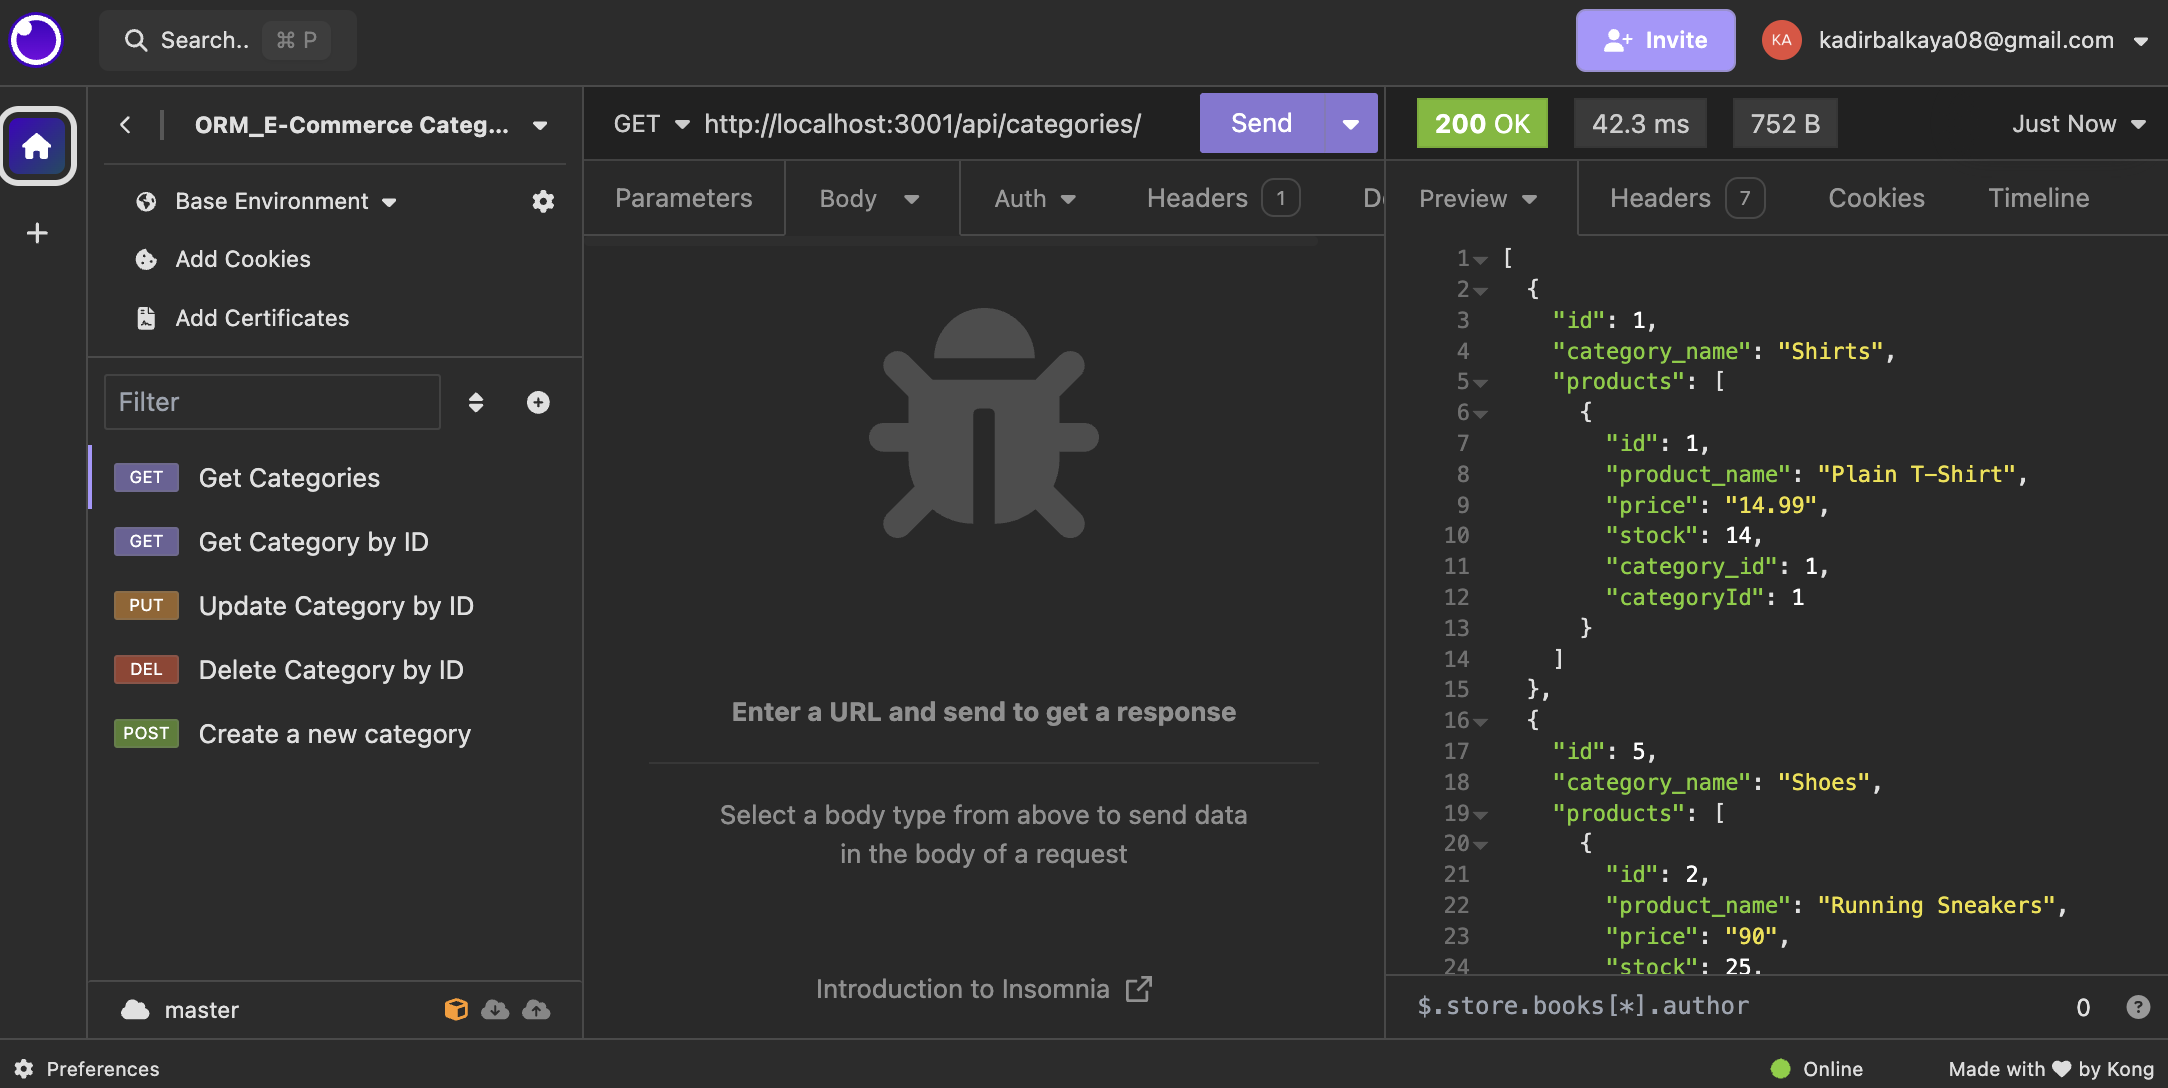 Search.. ⌘ P
Invite
KA
kadirbalkaya08@gmail.com
ORM_E-Commerce Categ...
Base Environment
Add Cookies
Add Certificates
Filter
GET Get Categories
GET Get Category by ID
PUT Update Category by ID
DEL Delete Category by ID
POST Create a new category
master
GET http://localhost:3001/api/categories/ Send
Parameters Body Auth Headers 1
Enter a URL and send to get a response
Select a body type from above to send data
in the body of a request
Introduction to Insomnia
200 OK 42.3 ms 752 B Just Now
Preview Headers 7 Cookies Timeline
1 [
2 {
3 "id": 1,
4 "category_name": "Shirts",
5 "products": [
6 {
7 "id": 1,
8 "product_name": "Plain T-Shirt",
9 "price": "14.99",
10 "stock": 14,
11 "category_id": 1,
12 "categoryId": 1
13 }
14 ]
15 },
16 {
17 "id": 5,
18 "category_name": "Shoes",
19 "products": [
20 {
21 "id": 2,
22 "product_name": "Running Sneakers",
23 "price": "90",
24 "stock": 25,
$.store.books[*].author 0
Preferences
Online
Made with ♥ by Kong